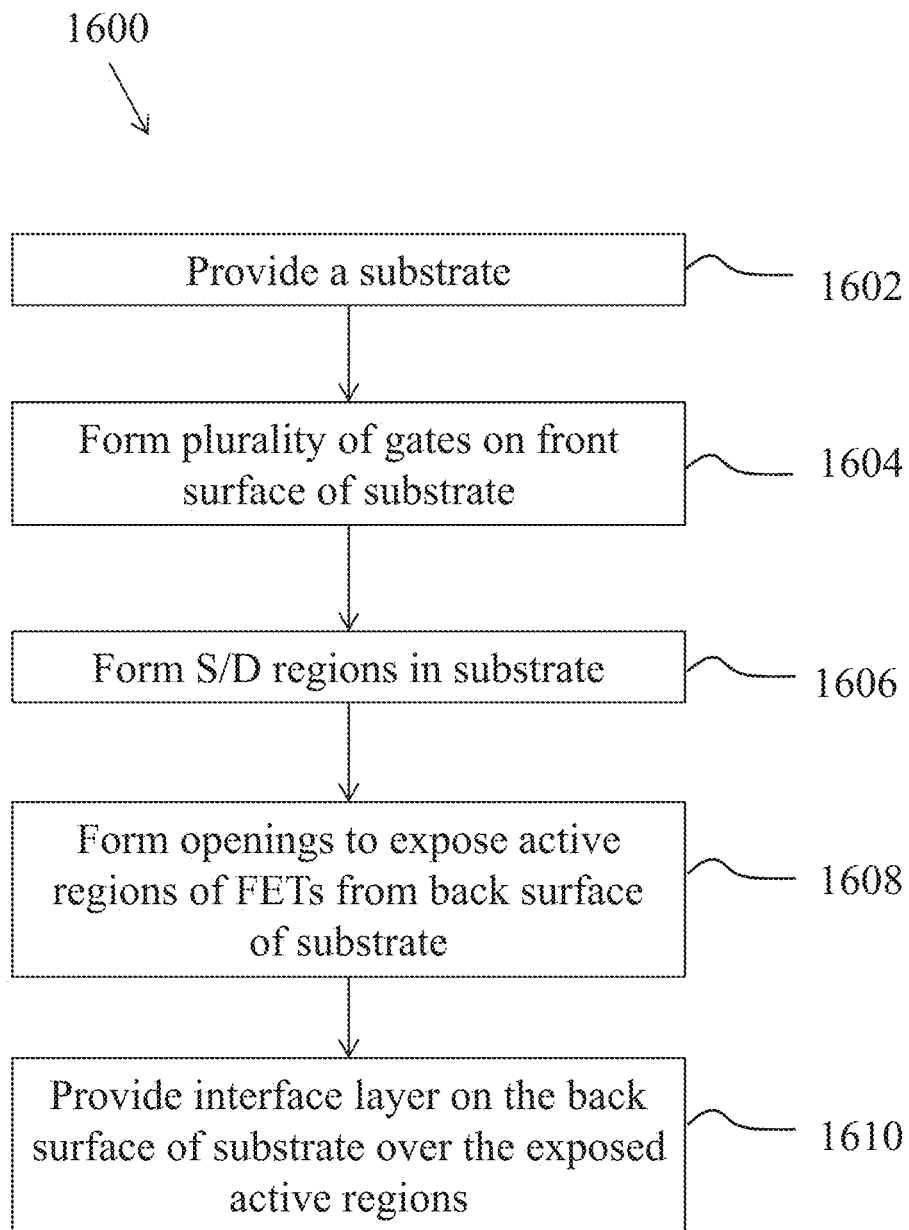 1600
Provide a substrate
1602
Form plurality of gates on front
surface of substrate
1604
Form S/D regions in substrate
1606
Form openings to expose active
regions of FETs from back surface
of substrate
1608
Provide interface layer on the back
surface of substrate over the exposed
active regions
1610